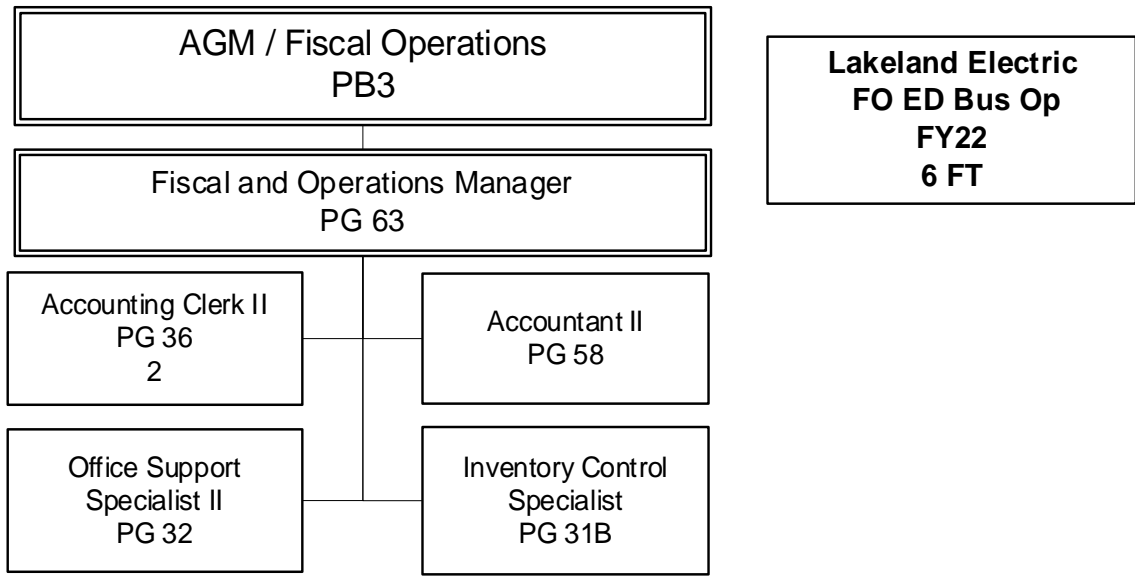 AGM / Fiscal Operations
PB3
Lakeland Electric
FO ED Bus Op
FY22
6 FT
Fiscal and Operations Manager
PG 63
Accounting Clerk II
PG 36
2
Accountant II
PG 58
Office Support
Specialist II
PG 32
Inventory Control
Specialist
PG 31B